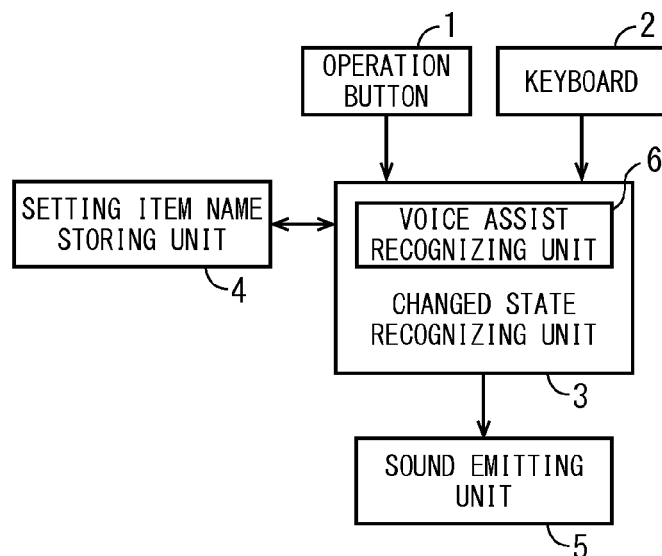 1
OPERATION
BUTTON
2
KEYBOARD
6
SETTING ITEM NAME
STORING UNIT
4
VOICE ASSIST
RECOGNIZING UNIT
CHANGED STATE
RECOGNIZING UNIT
3
SOUND EMITTING
UNIT
5